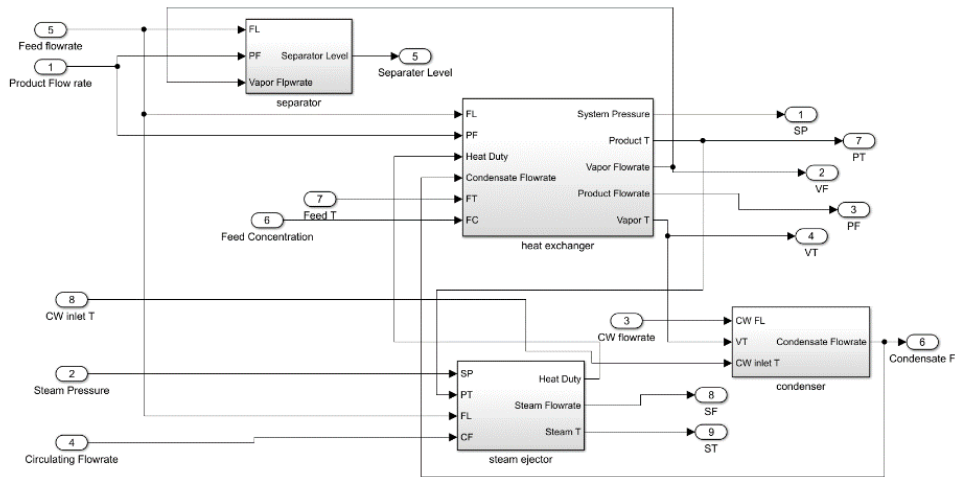 5
Feed flowrate
1
Product Flow rate
FL
PF
Vapor Flpwrate
Separator Level
separator
5
Separater Level
FL
PF
Heat Duty
Condensate Flowrate
FT
FC
System Pressure
Product T
Vapor Flowrate
Product Flowrate
Vapor T
heat exchanger
1
SP
7
PT
2
VF
3
PF
4
VT
7
Feed T
6
Feed Concentration
8
CW inlet T
2
Steam Pressure
4
Circulating Flowrate
3
CW flowrate
CW FL
VT
CW inlet T
Condensate Flowrate
condenser
6
Condensate F
SP
PT
FL
CF
Heat Duty
Steam Flowrate
Steam T
steam ejector
8
SF
9
ST